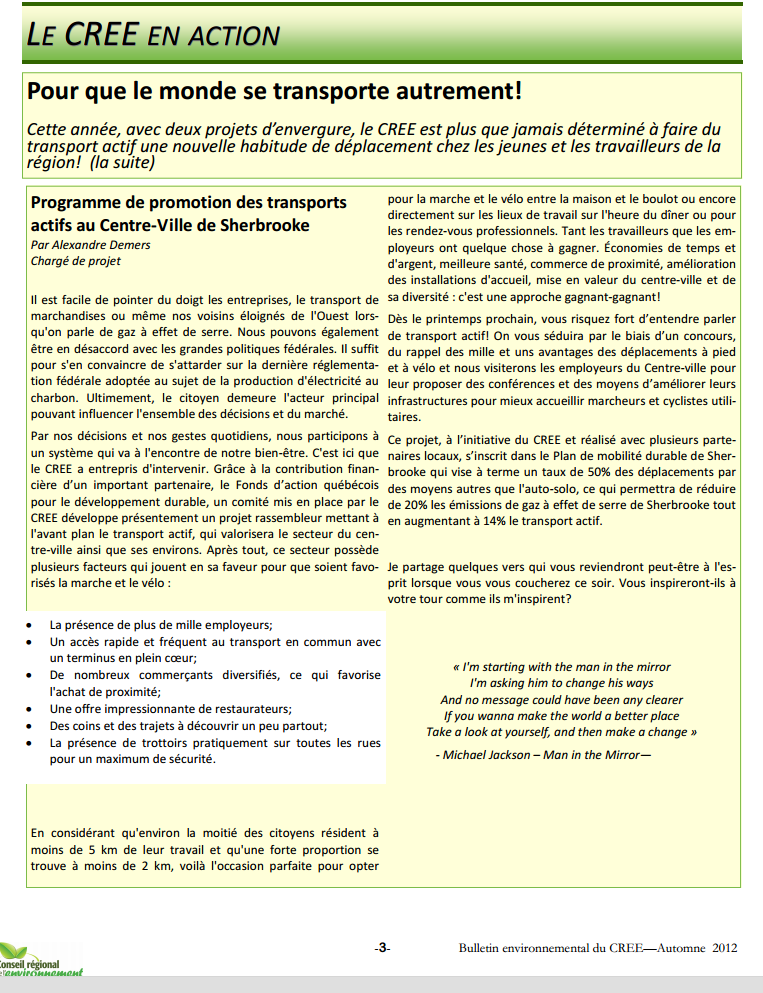 LE CREE EN ACTION
Pour que le monde se transporte autrement!
Cette année, avec deux projets d'envergure, le CREE est plus que jamais déterminé à faire du
transport actif une nouvelle habitude de déplacement chez les jeunes et les travailleurs de la
région!  (la suite)
Programme de promotion des transports
actifs au Centre-Ville de Sherbrooke
Par Alexandre Demers
Chargé de projet
Il est facile de pointer du doigt les entreprises, le transport de
marchandises ou même nos voisins éloignés de l'Ouest lors-
qu'on parle de gaz à effet de serre. Nous pouvons également
être en désaccord avec les grandes politiques fédérales. Il suffit
pour s'en convaincre de s'attarder sur la dernière réglementa-
tion fédérale adoptée au sujet de la production d'électricité au
charbon. Ultimement, le citoyen demeure l'acteur principal
pouvant influencer l'ensemble des décisions et du marché.
Par nos décisions et nos gestes quotidiens, nous participons à
un système qui va à l'encontre de notre bien-être. C'est ici que
le CREE a entrepris d'intervenir. Grâce à la contribution finan-
cière d'un important partenaire, le Fonds d'action québécois
pour le développement durable, un comité mis en place par le
CREE développe présentement un projet rassembleur mettant à
l'avant plan le transport actif, qui valorisera le secteur du cen-
tre-ville ainsi que ses environs. Après tout, ce secteur possède
plusieurs facteurs qui jouent en sa faveur pour que soient favo-
risés la marche et le vélo :
• La présence de plus de mille employeurs;
• Un accès rapide et fréquent au transport en commun avec
un terminus en plein cœur;
• De nombreux commerçants diversifiés, ce qui favorise
l'achat de proximité;
• Une offre impressionnante de restaurateurs;
• Des coins et des trajets à découvrir un peu partout;
• La présence de trottoirs pratiquement sur toutes les rues
pour un maximum de sécurité.
En considérant qu'environ la moitié des citoyens résident à
moins de 5 km de leur travail et qu'une forte proportion se
trouve à moins de 2 km, voilà l'occasion parfaite pour opter
pour la marche et le vélo entre la maison et le boulot ou encore
directement sur les lieux de travail sur l'heure du dîner ou pour
les rendez-vous professionnels. Tant les travailleurs que les em-
ployeurs ont quelque chose à gagner. Économies de temps et
d'argent, meilleure santé, commerce de proximité, amélioration
des installations d'accueil, mise en valeur du centre-ville et de
sa diversité : c'est une approche gagnant-gagnant!
Dès le printemps prochain, vous risquez fort d'entendre parler
de transport actif! On vous séduira par le biais d'un concours,
du rappel des mille et uns avantages des déplacements à pied
et à vélo et nous visiterons les employeurs du Centre-ville pour
leur proposer des conférences et des moyens d'améliorer leurs
infrastructures pour mieux accueillir marcheurs et cyclistes utili-
taires.
Ce projet, à l'initiative du CREE et réalisé avec plusieurs parte-
naires locaux, s'inscrit dans le Plan de mobilité durable de Sher-
brooke qui vise à terme un taux de 50% des déplacements par
des moyens autres que l'auto-solo, ce qui permettra de réduire
de 20% les émissions de gaz à effet de serre de Sherbrooke tout
en augmentant à 14% le transport actif.
Je partage quelques vers qui vous reviendront peut-être à l'es-
prit lorsque vous vous coucherez ce soir. Vous inspireront-ils à
votre tour comme ils m'inspirent?
« I'm starting with the man in the mirror
I'm asking him to change his ways
And no message could have been any clearer
If you wanna make the world a better place
Take a look at yourself, and then make a change »
- Michael Jackson – Man in the Mirror—
Conseil régional
de l'environnement
-3-
Bulletin environnemental du CREE—Automne  2012